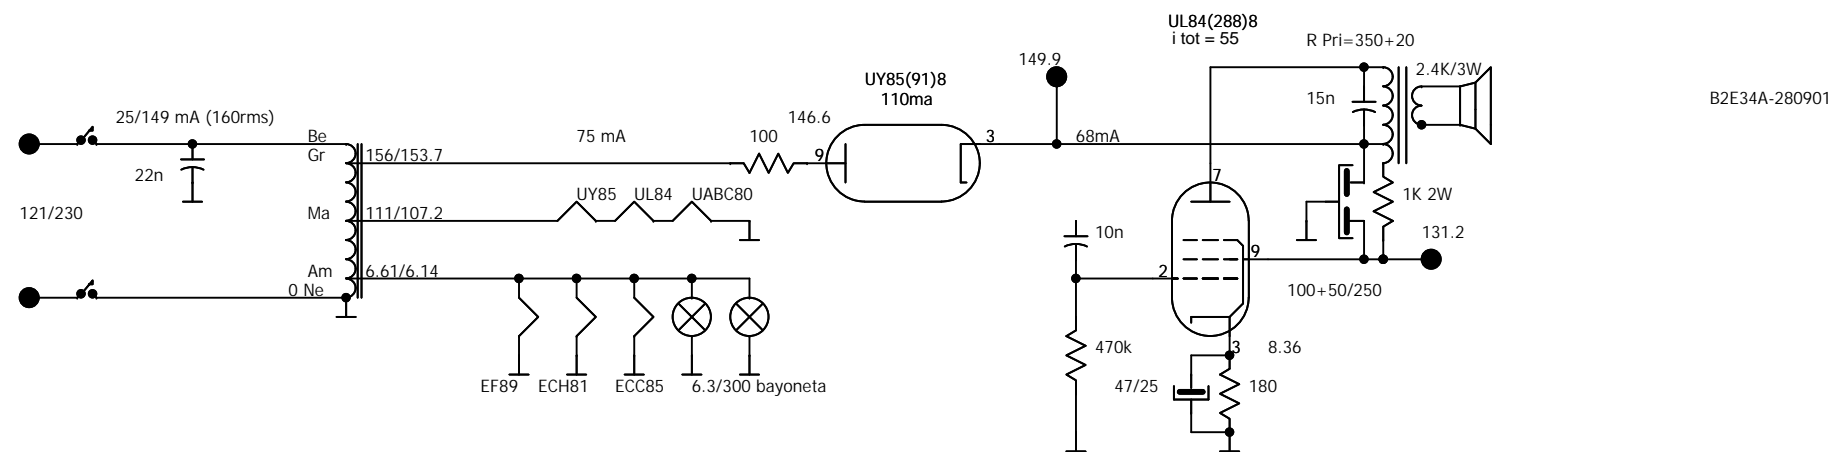 UL84(288)8
i tot = 55
R Pri=350+20
149.9
2.4K/3W
UY85(91)8
110ma
15n
B2E34A-280901
25/149 mA (160rms)
146.6
Be
75 mA
100
3
68mA
Gr
156/153.7
9
22n
7
UY85
UL84
UABC80
1K 2W
121/230
Ma
111/107.2
10n
131.2
9
Am
6.61/6.14
2
0 Ne
100+50/250
470k
3
8.36
EF89
ECH81
ECC85
6.3/300 bayoneta
47/25
180